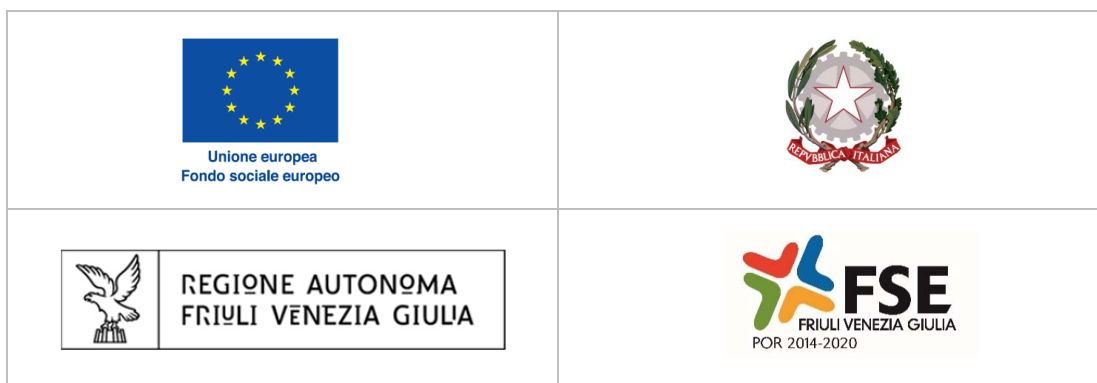 Unione europea
Fondo sociale europeo
REPVBBLICA ITALIANA
REGIONE AUTONOMA
FRIULI VENEZIA GIULIA
FSE
FRIULI VENEZIA GIULIA
POR 2014-2020